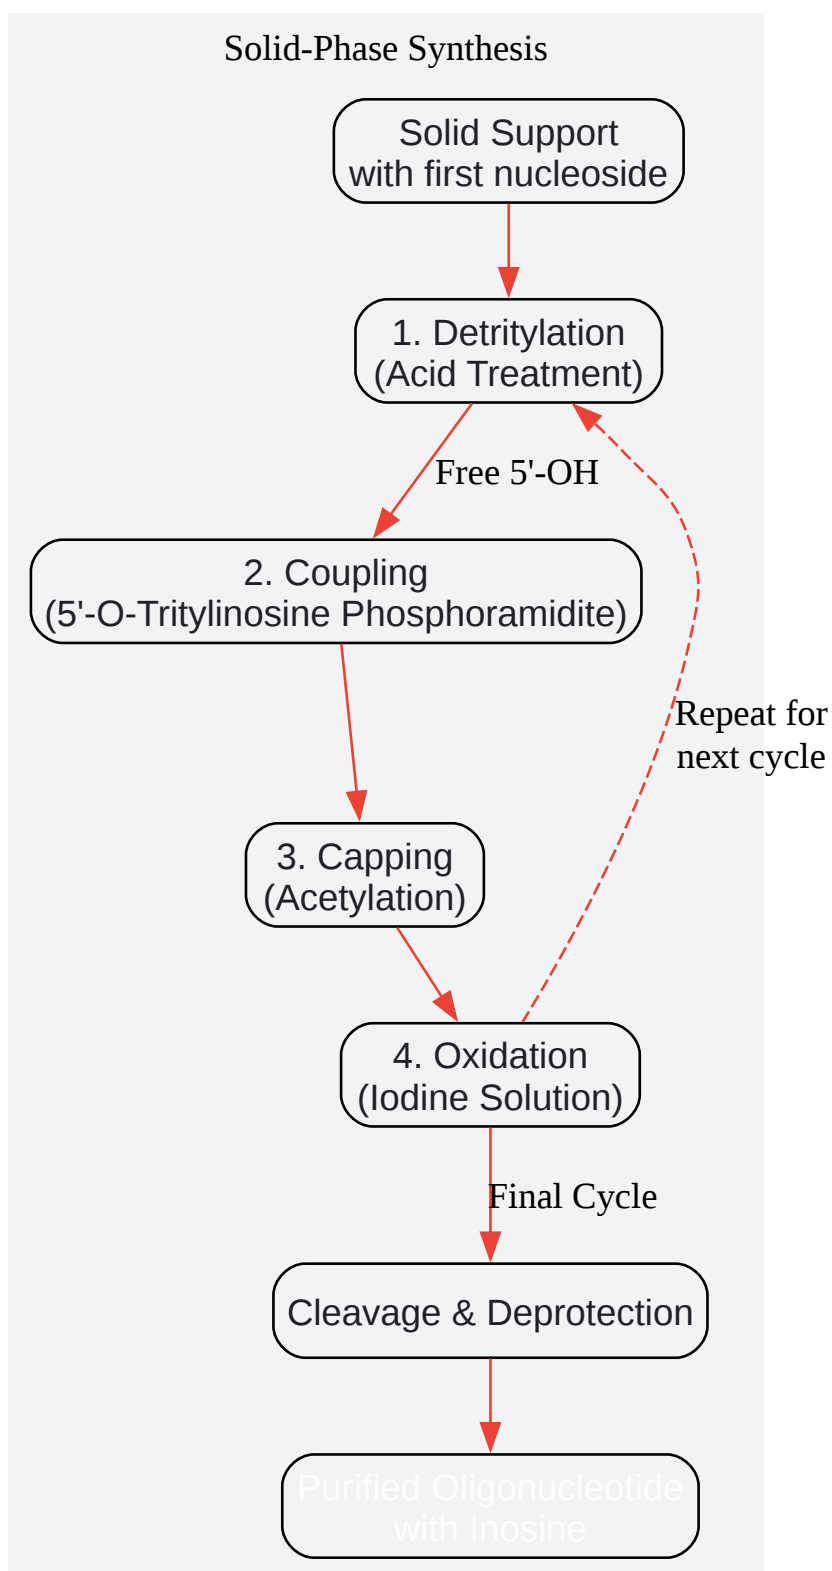 Solid-Phase Synthesis
Solid Support
with first nucleoside
1. Detritylation
(Acid Treatment)
Free 5'-OH
2. Coupling
(5'-O-Tritylinosine Phosphoramidite)
Repeat for
next cycle
3. Capping
(Acetylation)
4. Oxidation
(Iodine Solution)
Final Cycle
Cleavage & Deprotection
Purified Oligonucleotide
with Inosine